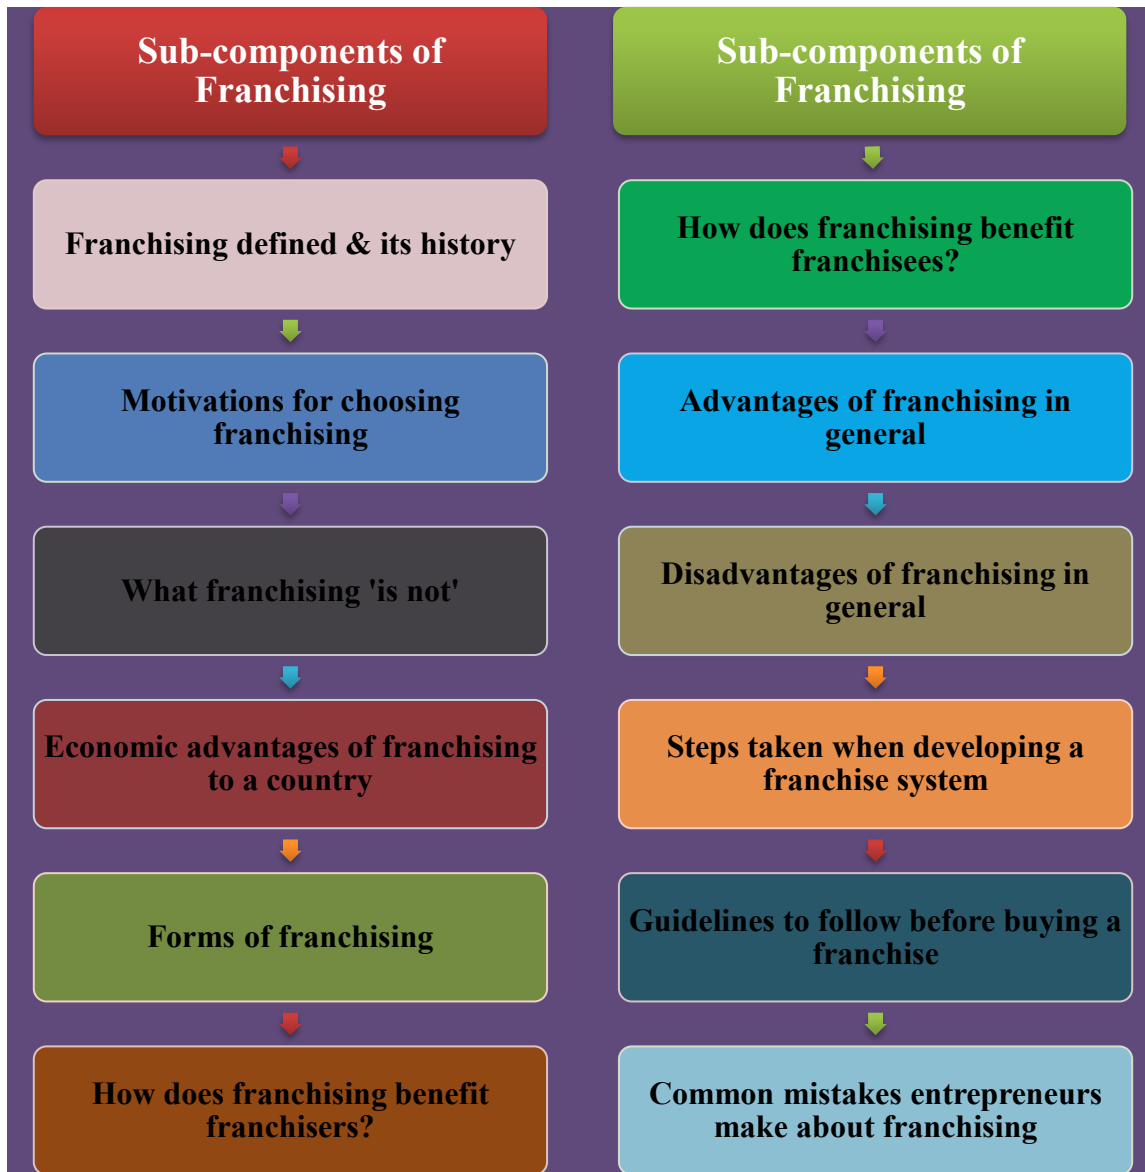 Sub-components of
Franchising
Franchising defined & its history
Motivations for choosing
franchising
What franchising 'is not'
Economic advantages of franchising
to a country
Forms of franchising
How does franchising benefit
franchisers?
Sub-components of
Franchising
How does franchising benefit
franchisees?
Advantages of franchising in
general
Disadvantages of franchising in
general
Steps taken when developing a
franchise system
Guidelines to follow before buying a
franchise
Common mistakes entrepreneurs
make about franchising